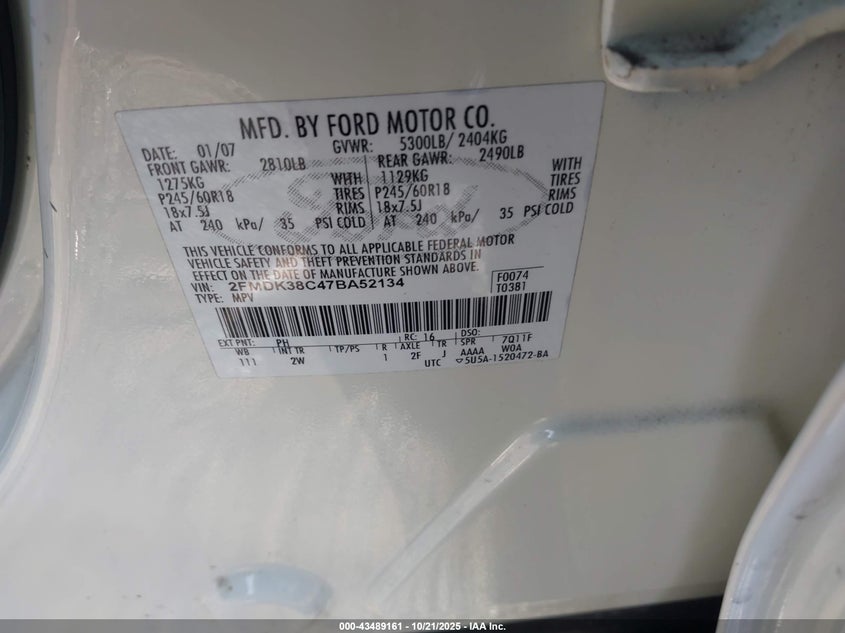 MFD. BY FORD MOTOR CO.
DATE: 01/07 GVWR: 5300LB/ 2404KG
FRONT GAWR: 2810LB REAR GAWR: 2490LB
1275KG WITH 1129KG WITH
P245/60R18 TIRES P245/60R18 TIRES
18x7.5J RIMS 18x7.5J RIMS
AT 240 kPa/ 35 PSI COLD AT 240 kPa/ 35 PSI COLD
Ford
THIS VEHICLE CONFORMS TO ALL APPLICABLE FEDERAL MOTOR
VEHICLE SAFETY AND THEFT PREVENTION STANDARDS IN
EFFECT ON THE DATE OF MANUFACTURE SHOWN ABOVE.
VIN: 2FMDK38C47BA52134 F0074
TYPE: MPV T0381
EXT PNT: PH RC: 16 DSO:
WB INT TR TP/PS R AXLE TR SPR 7Q11F
111 2W 1 2F J AAAA W0A
UTC ▽5U5A-1520472-BA
000-43489161 - 10/21/2025 - IAA Inc.